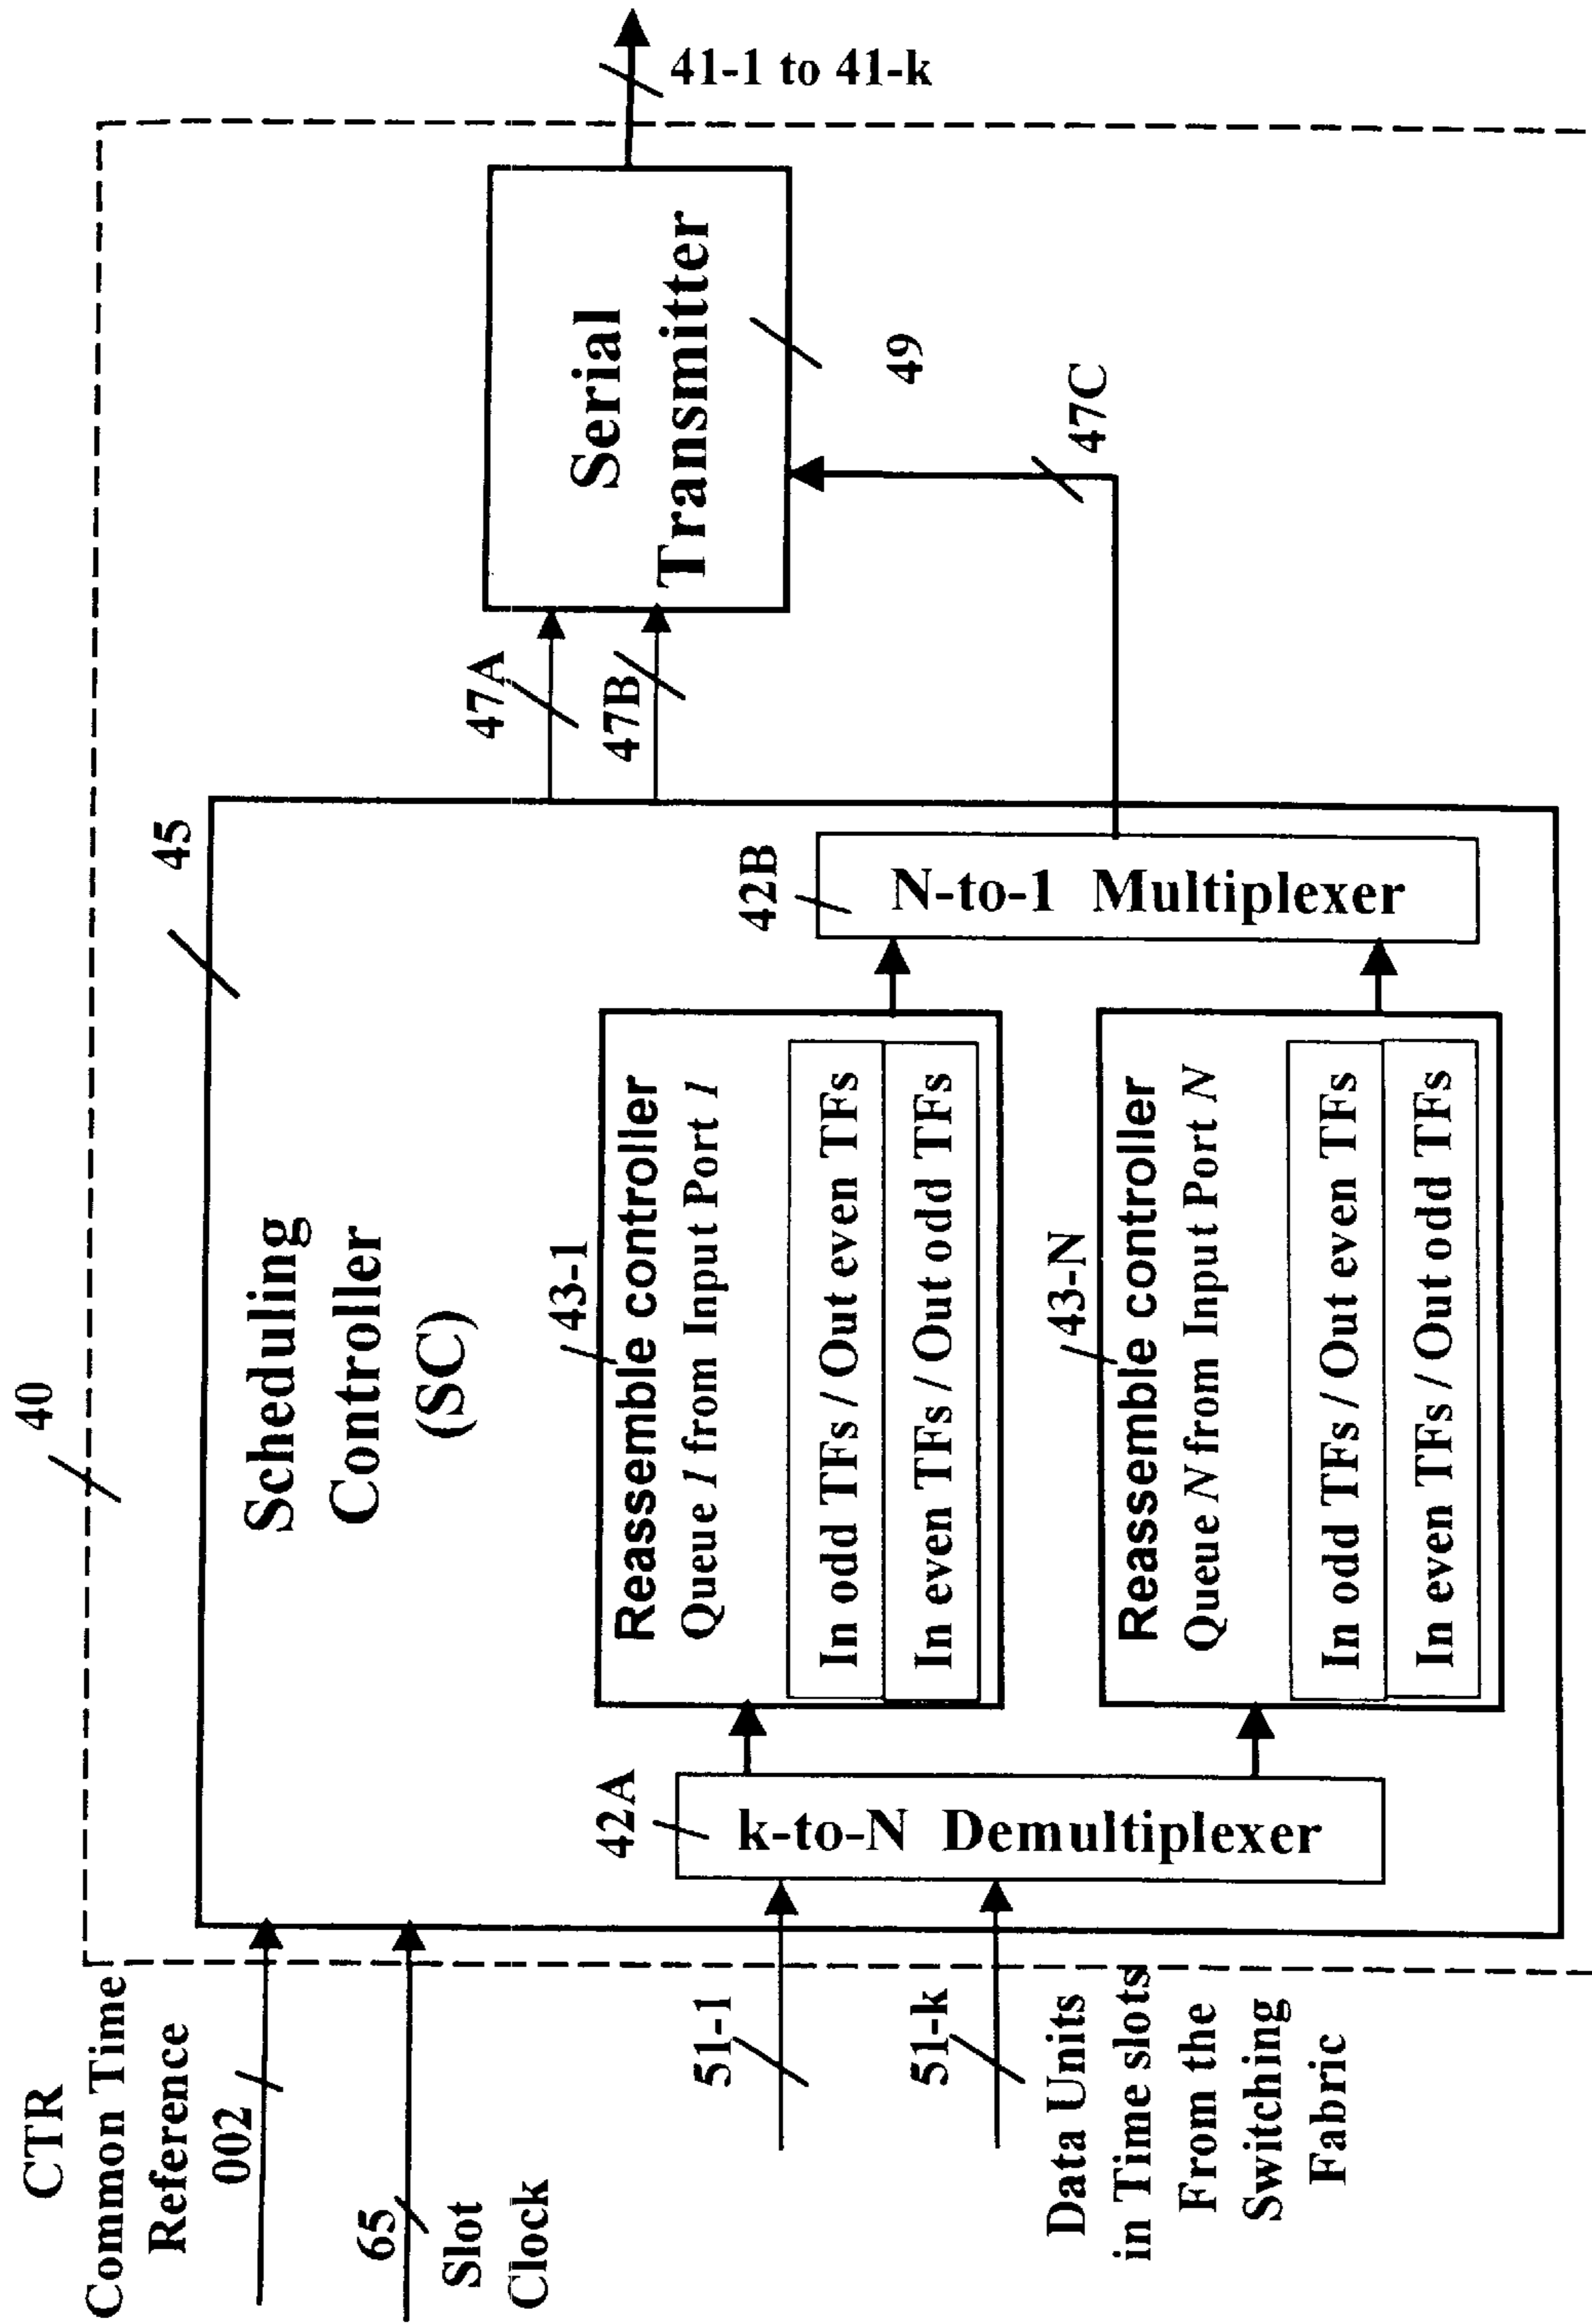 40
CTR
Common Time
Reference
002
65
Slot
Clock
45
Scheduling
Controller
(SC)
51-1
51-k
Data Units
in Time slots
From the
Switching
Fabric
42A
k-to-N Demultiplexer
43-1
Reassemble controller
Queue 1 from Input Port 1
In odd TFs / Out even TFs
In even TFs / Out odd TFs
43-N
Reassemble controller
Queue N from Input Port N
In odd TFs / Out even TFs
In even TFs / Out odd TFs
42B
N-to-1 Multiplexer
47A
47B
47C
Serial
Transmitter
49
41-1 to 41-k